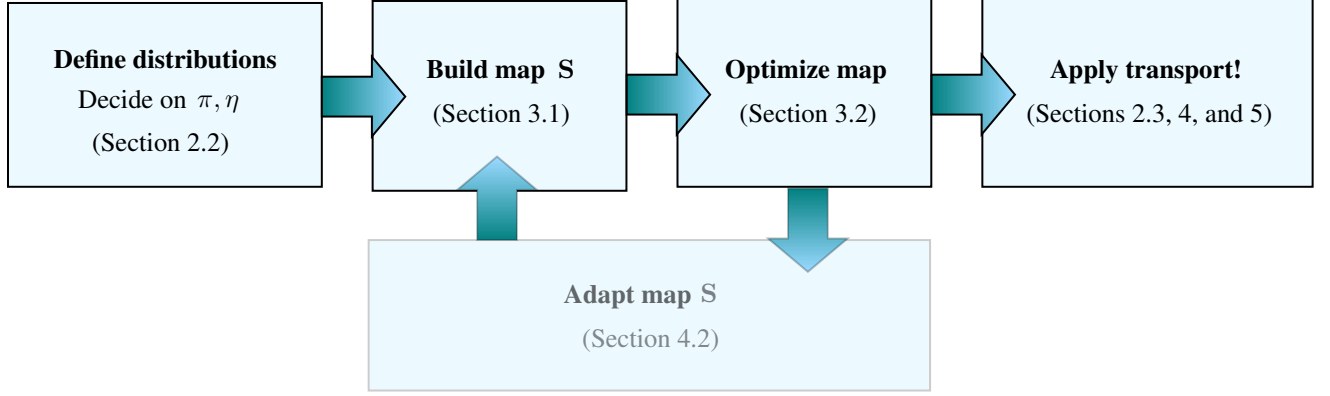 Define distributions
Decide on π, η
(Section 2.2)
Build map S
(Section 3.1)
Optimize map
(Section 3.2)
Apply transport!
(Sections 2.3, 4, and 5)
Adapt map S
(Section 4.2)